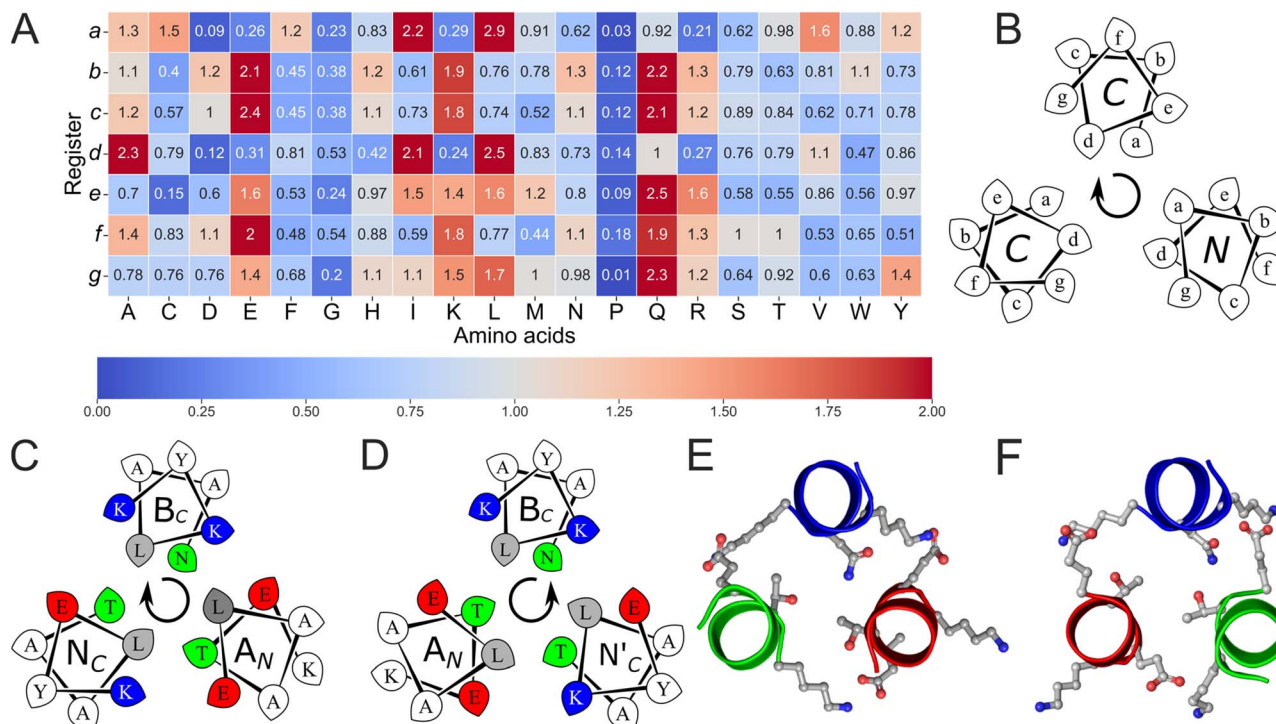 A
Register
a 1.3 1.5 0.09 0.26 1.2 0.23 0.83 2.2 0.29 2.9 0.91 0.62 0.03 0.92 0.21 0.62 0.98 1.6 0.88 1.2
b 1.1 0.4 1.2 2.1 0.45 0.38 1.2 0.61 1.9 0.76 0.78 1.3 0.12 2.2 1.3 0.79 0.63 0.81 1.1 0.73
c 1.2 0.57 1 2.4 0.45 0.38 1.1 0.73 1.8 0.74 0.52 1.1 0.12 2.1 1.2 0.89 0.84 0.62 0.71 0.78
d 2.3 0.79 0.12 0.31 0.81 0.53 0.42 2.1 0.24 2.5 0.83 0.73 0.14 1 0.27 0.76 0.79 1.1 0.47 0.86
e 0.7 0.15 0.6 1.6 0.53 0.24 0.97 1.5 1.4 1.6 1.2 0.8 0.09 2.5 1.6 0.58 0.55 0.86 0.56 0.97
f 1.4 0.83 1.1 2 0.48 0.54 0.88 0.59 1.8 0.77 0.44 1.1 0.18 1.9 1.3 1 1 0.53 0.65 0.51
g 0.78 0.76 0.76 1.4 0.68 0.2 1.1 1.1 1.5 1.7 1 0.98 0.01 2.3 1.2 0.64 0.92 0.6 0.63 1.4
A C D E F G H I K L M N P Q R S T V W Y
Amino acids
0.00 0.25 0.50 0.75 1.00 1.25 1.50 1.75 2.00
B
f
c b
C
g e
d a
e a
b d
C
f g
c
a b
d e
N
g f
c
C
Y
A A
B_C
K K
L N
E T
A L
N_C
Y K
A
L E
T A
A_N
E K
A
D
Y
A A
B_C
K K
L N
E T
A L
A_N
K E
A
L E
T A
N'_C
K Y
A
E
F